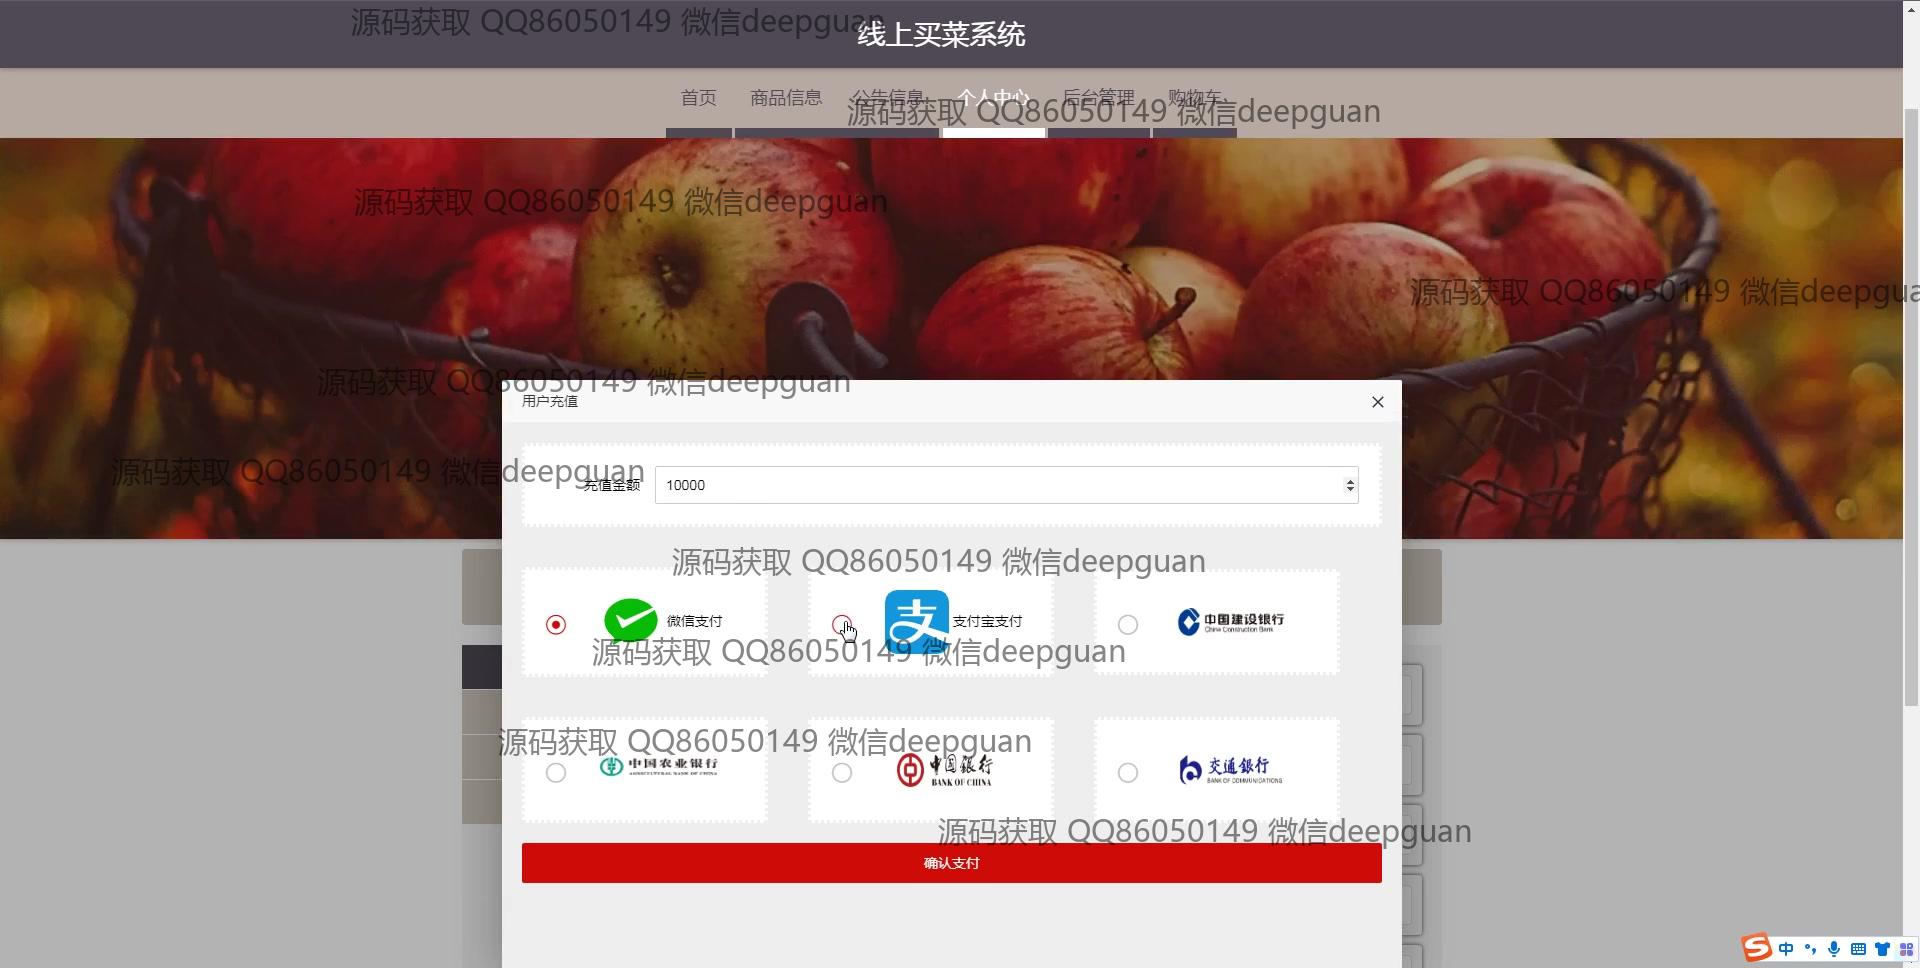 源码获取 QQ86050149 微信deepguan
线上买菜系统
首页 商品信息 公告信息 个人中心 后台管理 购物车
源码获取 QQ86050149 微信deepguan
源码获取 QQ86050149 微信deepguan
源码获取 QQ86050149 微信deepgua
源码获取 QQ86050149 微信deepguan
用户充值
源码获取 QQ86050149 微信deepguan
充值金额 10000
源码获取 QQ86050149 微信deepguan
微信支付 支 支付宝支付 中国建设银行
China Construction Bank
源码获取 QQ86050149 微信deepguan
源码获取 QQ86050149 微信deepguan
中国农业银行 中国银行 交通银行
AGRICULTURAL BANK OF CHINA BANK OF CHINA BANK OF COMMUNICATIONS
源码获取 QQ86050149 微信deepguan
确认支付
S 中